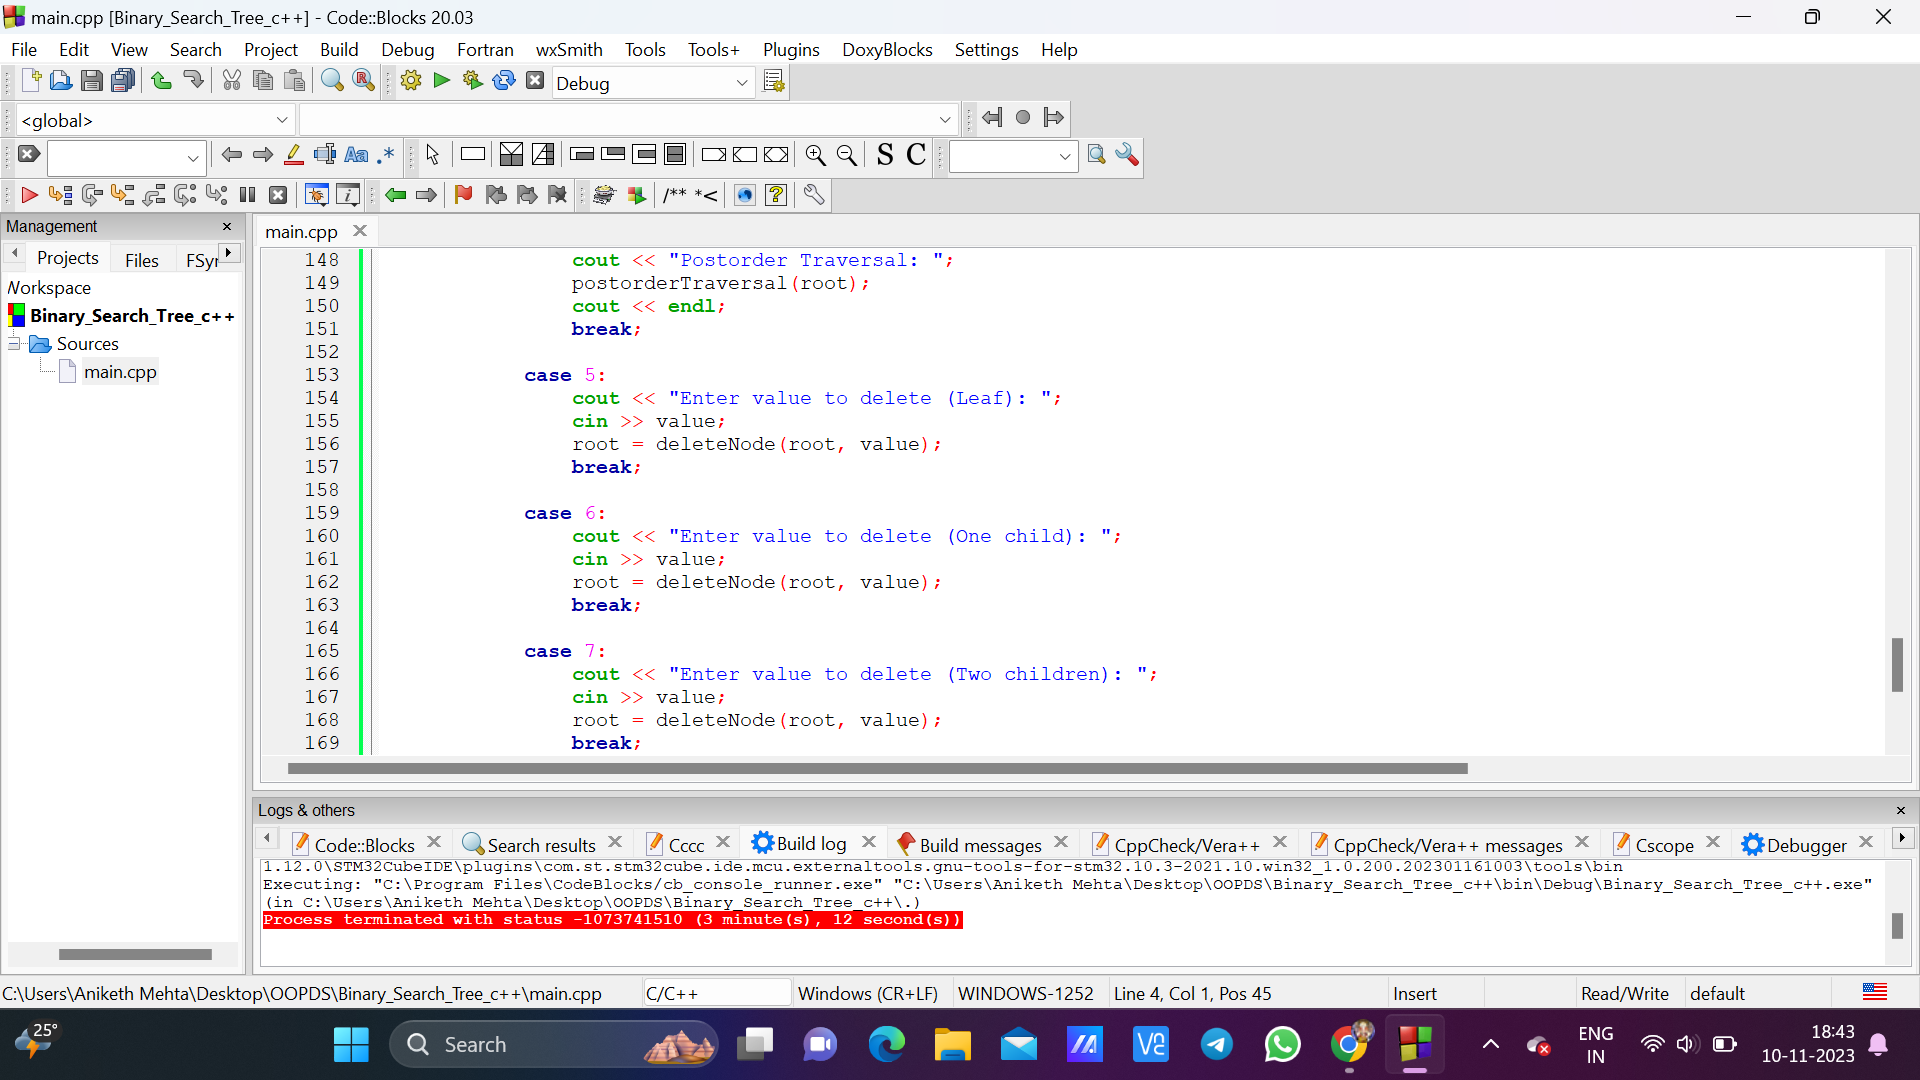 main.cpp [Binary_Search_Tree_c++] - Code::Blocks 20.03
File Edit View Search Project Build Debug Fortran wxSmith Tools Tools+ Plugins DoxyBlocks Settings Help
Debug
<global>
Aa .* S C
/** *<
Management
Projects Files FSyr
Workspace
Binary_Search_Tree_c++
Sources
main.cpp
main.cpp
148 cout << "Postorder Traversal: ";
149 postorderTraversal(root);
150 cout << endl;
151 break;
152
153 case 5:
154 cout << "Enter value to delete (Leaf): ";
155 cin >> value;
156 root = deleteNode(root, value);
157 break;
158
159 case 6:
160 cout << "Enter value to delete (One child): ";
161 cin >> value;
162 root = deleteNode(root, value);
163 break;
164
165 case 7:
166 cout << "Enter value to delete (Two children): ";
167 cin >> value;
168 root = deleteNode(root, value);
169 break;
Logs & others
Code::Blocks Search results Cccc Build log Build messages CppCheck/Vera++ CppCheck/Vera++ messages Cscope Debugger
1.12.0\STM32CubeIDE\plugins\com.st.stm32cube.ide.mcu.externaltools.gnu-tools-for-stm32.10.3-2021.10.win32_1.0.200.202301161003\tools\bin
Executing: "C:\Program Files\CodeBlocks/cb_console_runner.exe" "C:\Users\Aniketh Mehta\Desktop\OOPDS\Binary_Search_Tree_c++\bin\Debug\Binary_Search_Tree_c++.exe"
(in C:\Users\Aniketh Mehta\Desktop\OOPDS\Binary_Search_Tree_c++\.)
Process terminated with status -1073741510 (3 minute(s), 12 second(s))
C:\Users\Aniketh Mehta\Desktop\OOPDS\Binary_Search_Tree_c++\main.cpp C/C++ Windows (CR+LF) WINDOWS-1252 Line 4, Col 1, Pos 45 Insert Read/Write default
25°
Search
ENG
IN
18:43
10-11-2023